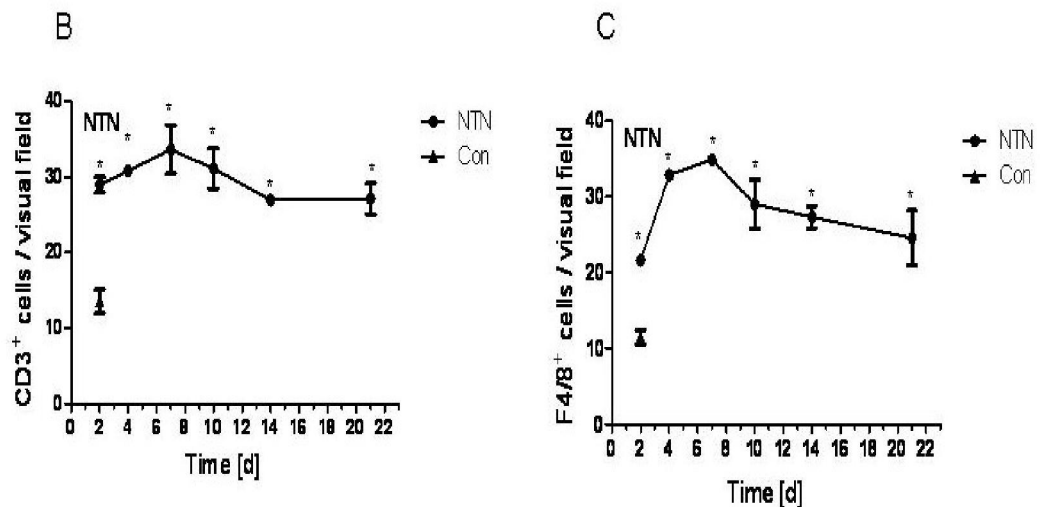 B
CD3+ cells / visual field
40
30
20
10
0
NTN
*
*
*
*
*
*
NTN
Con
0 2 4 6 8 10 12 14 16 18 20 22
Time [d]
C
F4/8+ cells / visual field
40
30
20
10
0
NTN
*
*
*
*
*
*
NTN
Con
0 2 4 6 8 10 12 14 16 18 20 22
Time [d]